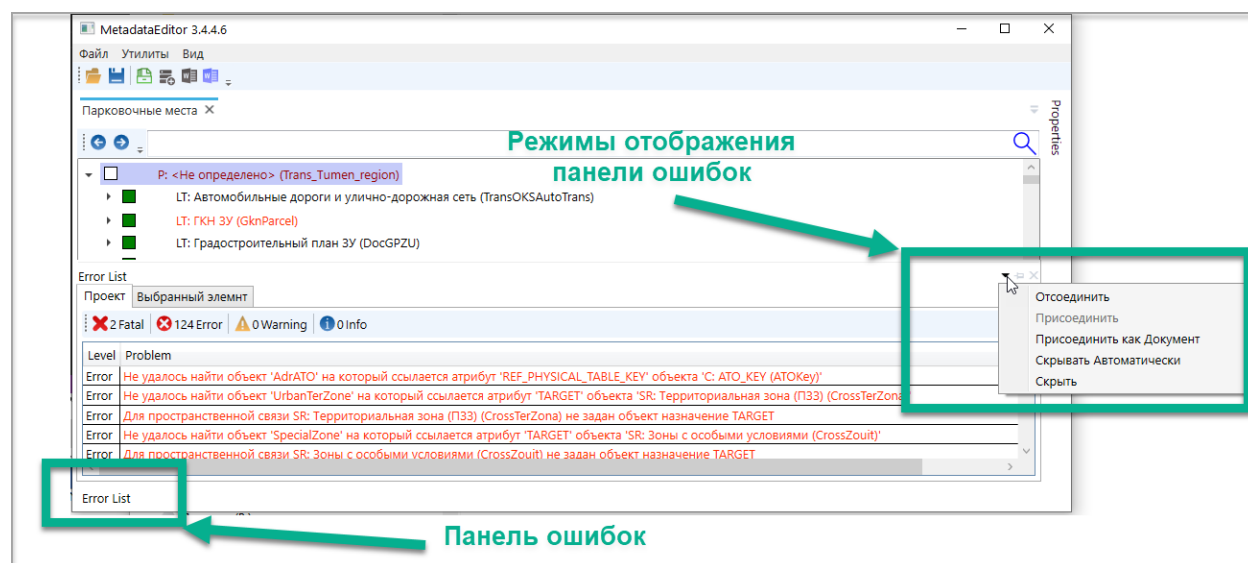 MetadataEditor 3.4.4.6
Файл Утилиты Вид
Парковочные места
Properties
Режимы отображения
панели ошибок
P: <Не определено> (Trans_Tumen_region)
LT: Автомобильные дороги и улично-дорожная сеть (TransOKSAutoTrans)
LT: ГКН ЗУ (GknParcel)
LT: Градостроительный план ЗУ (DocGPZU)
Error List
Проект Выбранный элемнт
2 Fatal 124 Error 0 Warning 0 Info
Отсоединить
Присоединить
Присоединить как Документ
Скрывать Автоматически
Скрыть
Level Problem
Error Не удалось найти объект 'AdrATO' на который ссылается атрибут 'REF_PHYSICAL_TABLE_KEY' объекта 'C: ATO_KEY (ATOKey)'
Error Не удалось найти объект 'UrbanTerZone' на который ссылается атрибут 'TARGET' объекта 'SR: Территориальная зона (ПЗЗ) (CrossTerZona)'
Error Для пространственной связи SR: Территориальная зона (ПЗЗ) (CrossTerZona) не задан объект назначение TARGET
Error Не удалось найти объект 'SpecialZone' на который ссылается атрибут 'TARGET' объекта 'SR: Зоны с особыми условиями (CrossZouit)'
Error Для пространственной связи SR: Зоны с особыми условиями (CrossZouit) не задан объект назначение TARGET
Error List
Панель ошибок